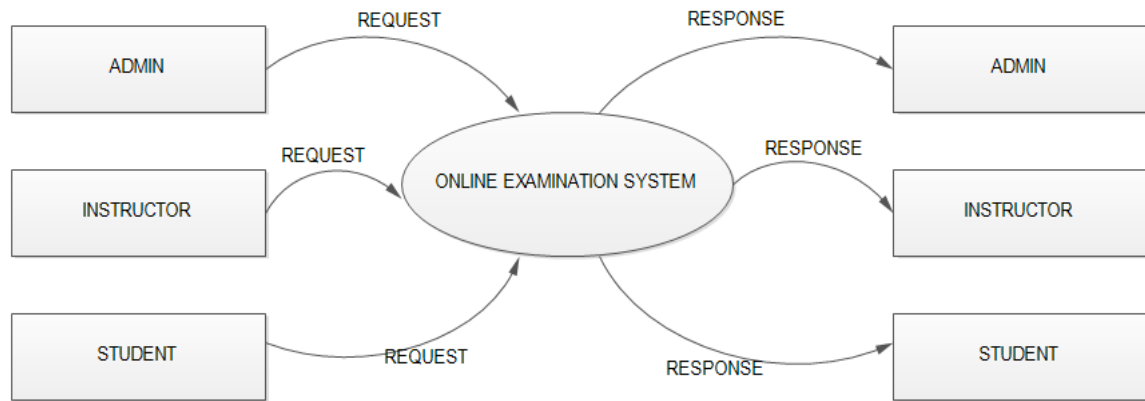 REQUEST
RESPONSE
ADMIN
ADMIN
REQUEST
RESPONSE
INSTRUCTOR
ONLINE EXAMINATION SYSTEM
INSTRUCTOR
STUDENT
REQUEST
RESPONSE
STUDENT